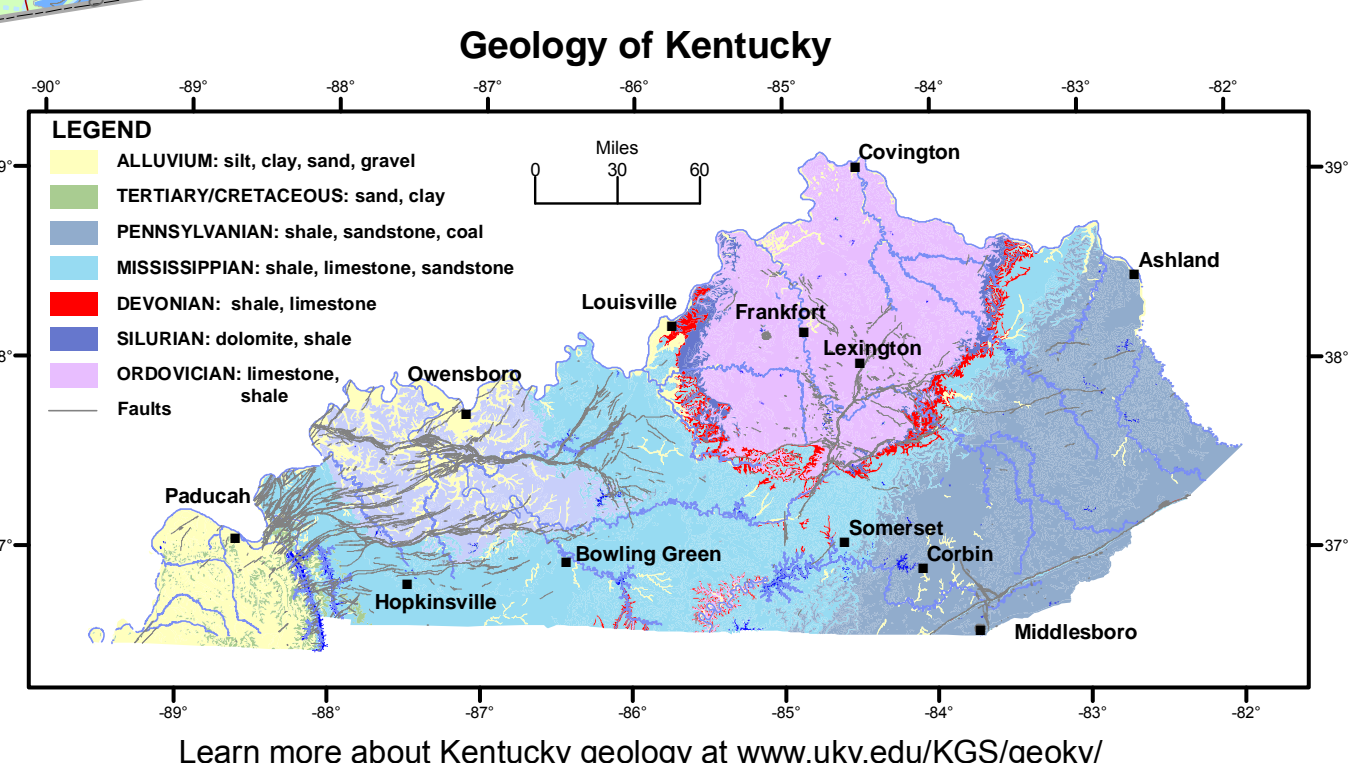 Geology of Kentucky
-90° -89° -88° -87° -86° -85° -84° -83° -82°
LEGEND
ALLUVIUM: silt, clay, sand, gravel
TERTIARY/CRETACEOUS: sand, clay
PENNSYLVANIAN: shale, sandstone, coal
MISSISSIPPIAN: shale, limestone, sandstone
DEVONIAN: shale, limestone
SILURIAN: dolomite, shale
ORDOVICIAN: limestone,
shale
Faults
Miles
0 30 60
9° 39°
8° 38°
7° 37°
Covington
Ashland
Louisville
Frankfort
Lexington
Owensboro
Paducah
Somerset
Bowling Green
Corbin
Hopkinsville
Middlesboro
-89° -88° -87° -86° -85° -84° -83° -82°
Learn more about Kentucky geology at www.uky.edu/KGS/geoky/